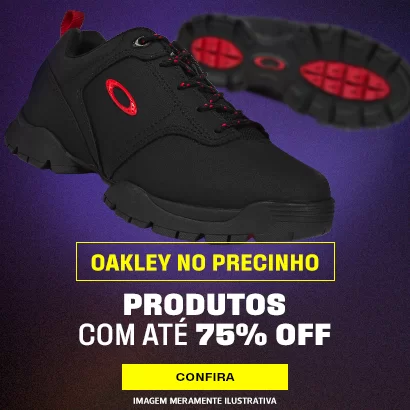 OAKLEY NO PRECINHO
PRODUTOS
COM ATÉ 75% OFF
CONFIRA
IMAGEM MERAMENTE ILUSTRATIVA